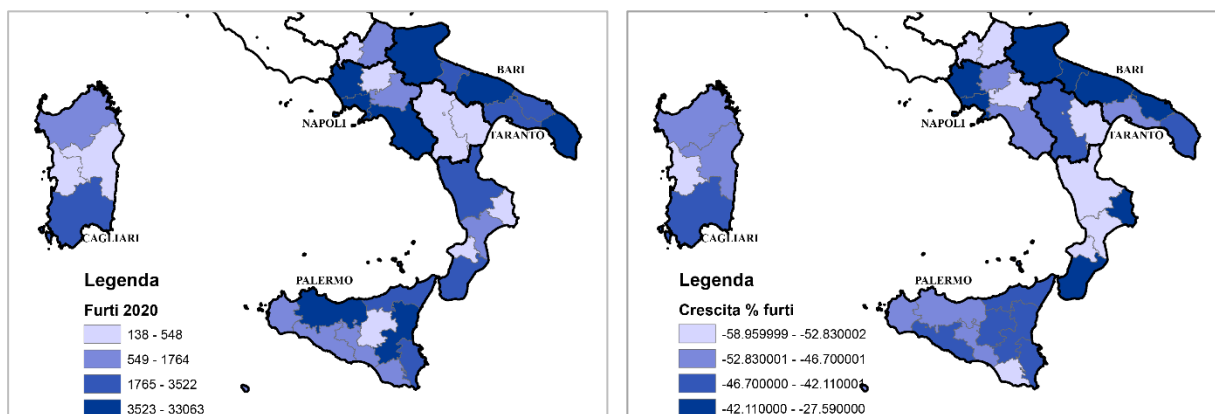 BARI
NAPOLI
TARANTO
CAGLIARI
PALERMO
Legenda
Furti 2020
138 - 548
549 - 1764
1765 - 3522
3523 - 33063
BARI
NAPOLI
TARANTO
CAGLIARI
PALERMO
Legenda
Crescita % furti
-58.959999 - -52.830002
-52.830001 - -46.700001
-46.700000 - -42.110001
-42.110000 - -27.590000